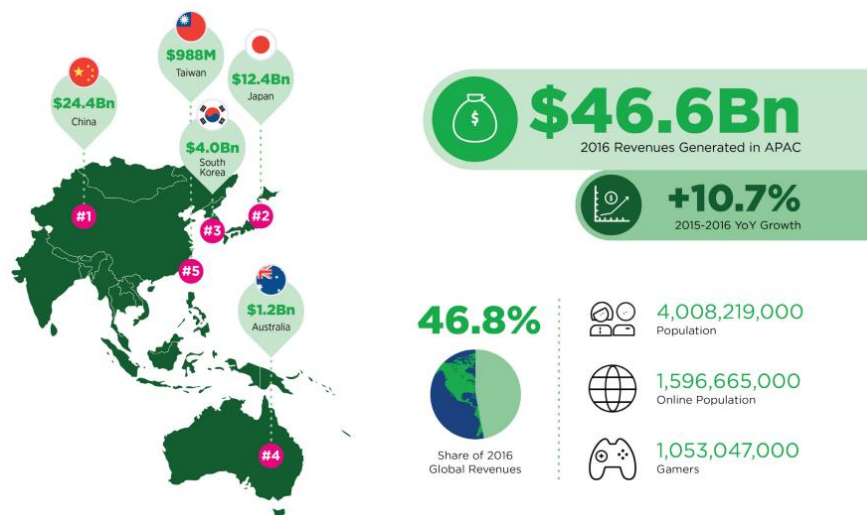 $988M
Taiwan
$12.4Bn
Japan
$24.4Bn
China
$4.0Bn
South
Korea
#1
#2
#3
#5
$1.2Bn
Australia
#4
$
$46.6Bn
2016 Revenues Generated in APAC
$
+10.7%
2015-2016 YoY Growth
46.8%
Share of 2016
Global Revenues
4,008,219,000
Population
1,596,665,000
Online Population
1,053,047,000
Gamers